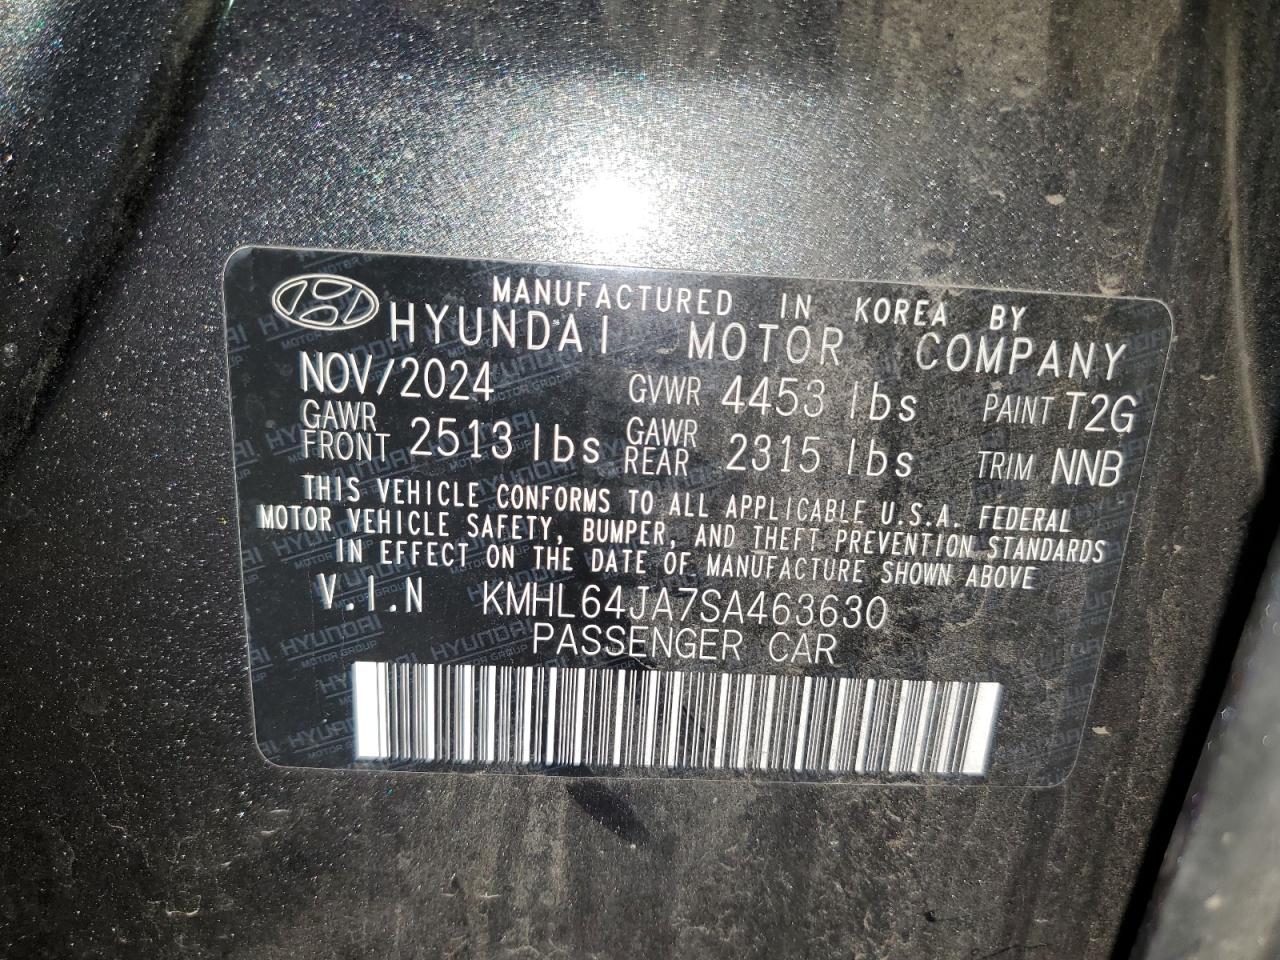 MANUFACTURED IN KOREA BY
HYUNDAI MOTOR COMPANY
NOV/2024 GVWR 4453 lbs PAINT T2G
GAWR FRONT 2513 lbs GAWR REAR 2315 lbs TRIM NNB
THIS VEHICLE CONFORMS TO ALL APPLICABLE U.S.A. FEDERAL
MOTOR VEHICLE SAFETY, BUMPER, AND THEFT PREVENTION STANDARDS
IN EFFECT ON THE DATE OF MANUFACTURE SHOWN ABOVE
V.I.N KMHL64JA7SA463630
PASSENGER CAR
HYUNDAI
MOTOR GROUP